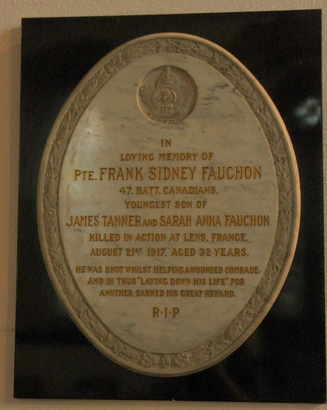 IN
LOVING MEMORY OF
PTE. FRANK SIDNEY FAUCHON
47. BATT. CANADIANS.
YOUNGEST SON OF
JAMES TANNER AND SARAH ANNA FAUCHON
KILLED IN ACTION AT LENS, FRANCE,
AUGUST 21ST 1917, AGED 32 YEARS.
HE WAS SHOT WHILST HELPING A WOUNDED COMRADE,
AND IN THUS "LAYING DOWN HIS LIFE" FOR
ANOTHER, EARNED HIS GREAT REWARD.
R·I·P